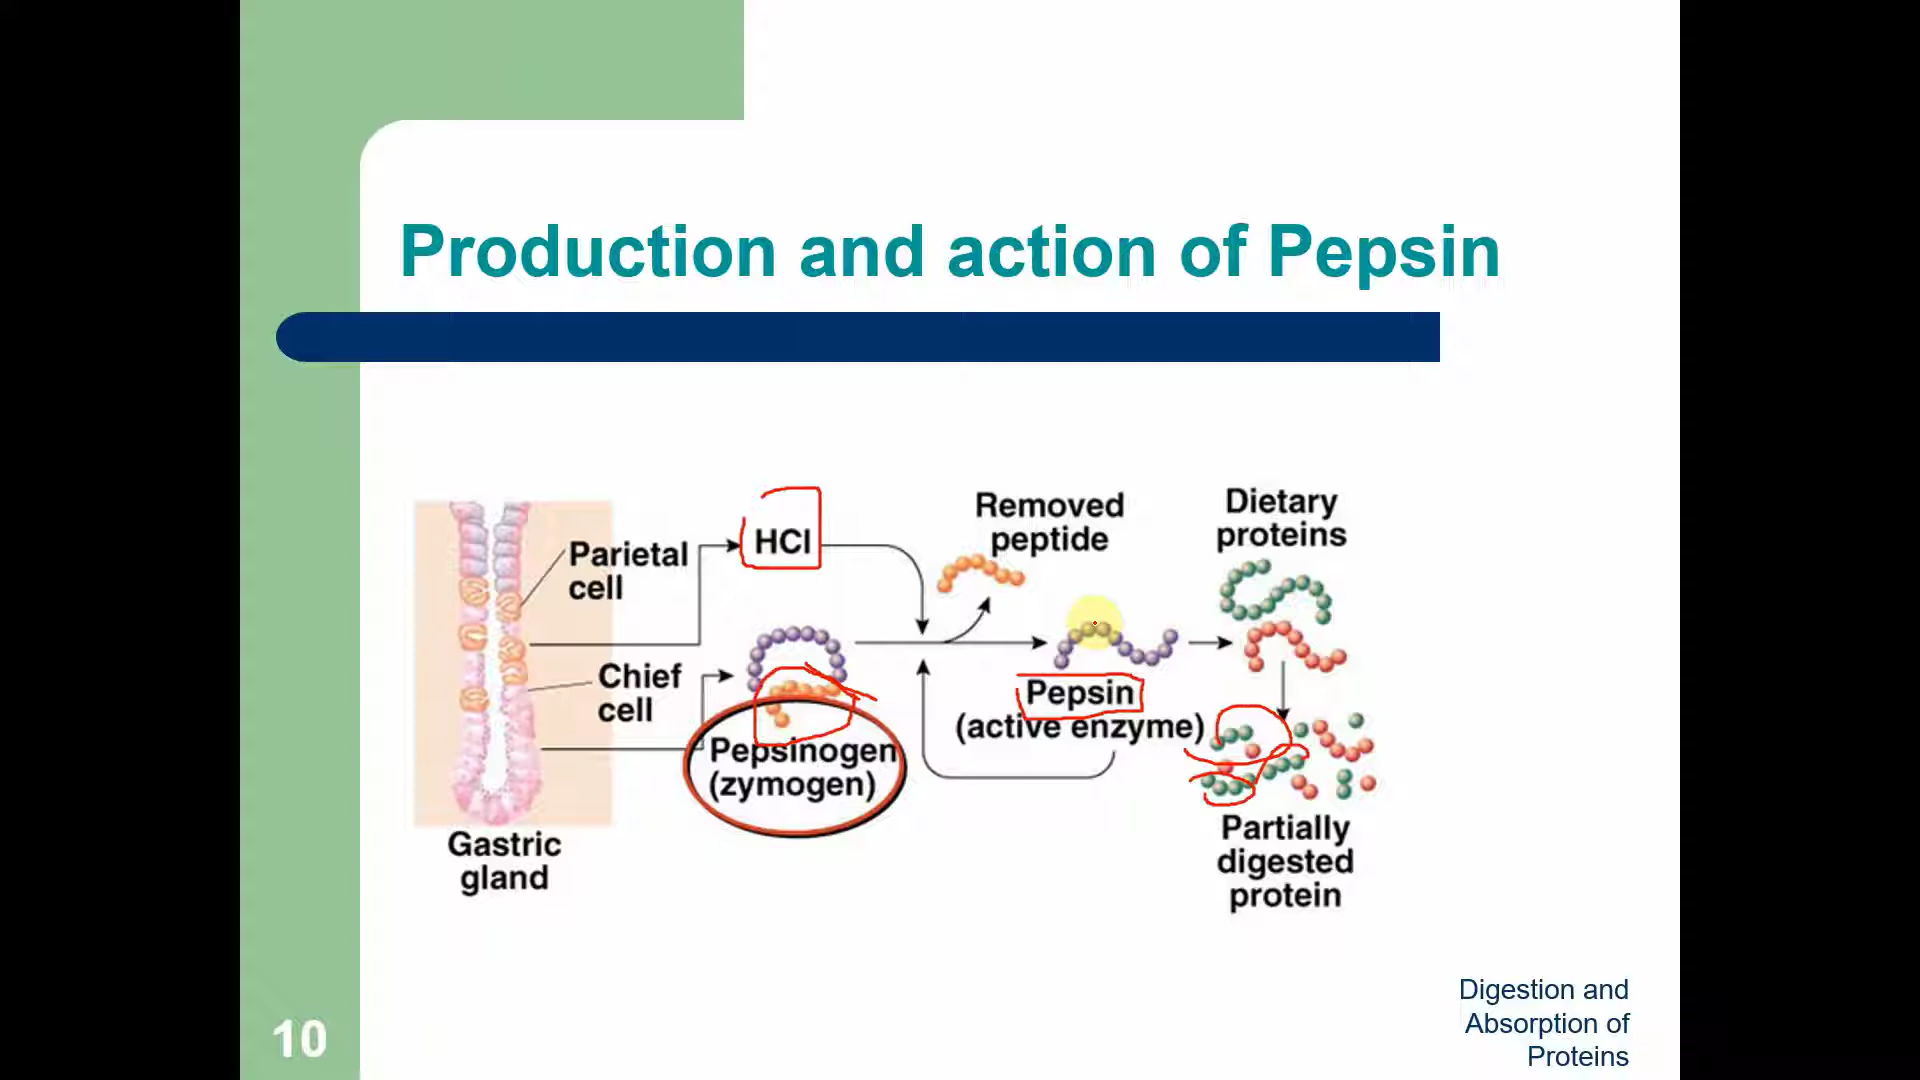 Production and action of Pepsin
Parietal
cell
Chief
cell
Gastric
gland
HCl
Pepsinogen
(zymogen)
Removed
peptide
Pepsin
(active enzyme)
Dietary
proteins
Partially
digested
protein
10
Digestion and
Absorption of
Proteins